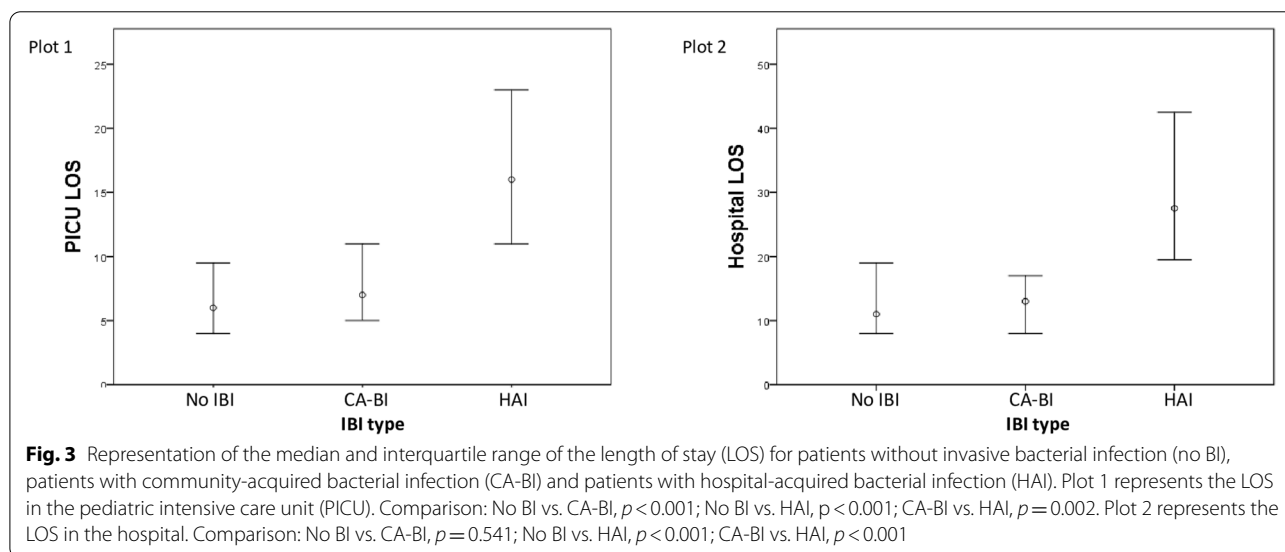 Plot 1
25
20
15
10
5
0
PICU LOS
No IBI CA-BI HAI
IBI type
Plot 2
50
40
30
20
10
0
Hospital LOS
No IBI CA-BI HAI
IBI type
Fig. 3 Representation of the median and interquartile range of the length of stay (LOS) for patients without invasive bacterial infection (no BI),
patients with community-acquired bacterial infection (CA-BI) and patients with hospital-acquired bacterial infection (HAI). Plot 1 represents the LOS
in the pediatric intensive care unit (PICU). Comparison: No BI vs. CA-BI, p < 0.001; No BI vs. HAI, p < 0.001; CA-BI vs. HAI, p = 0.002. Plot 2 represents the
LOS in the hospital. Comparison: No BI vs. CA-BI, p = 0.541; No BI vs. HAI, p < 0.001; CA-BI vs. HAI, p < 0.001